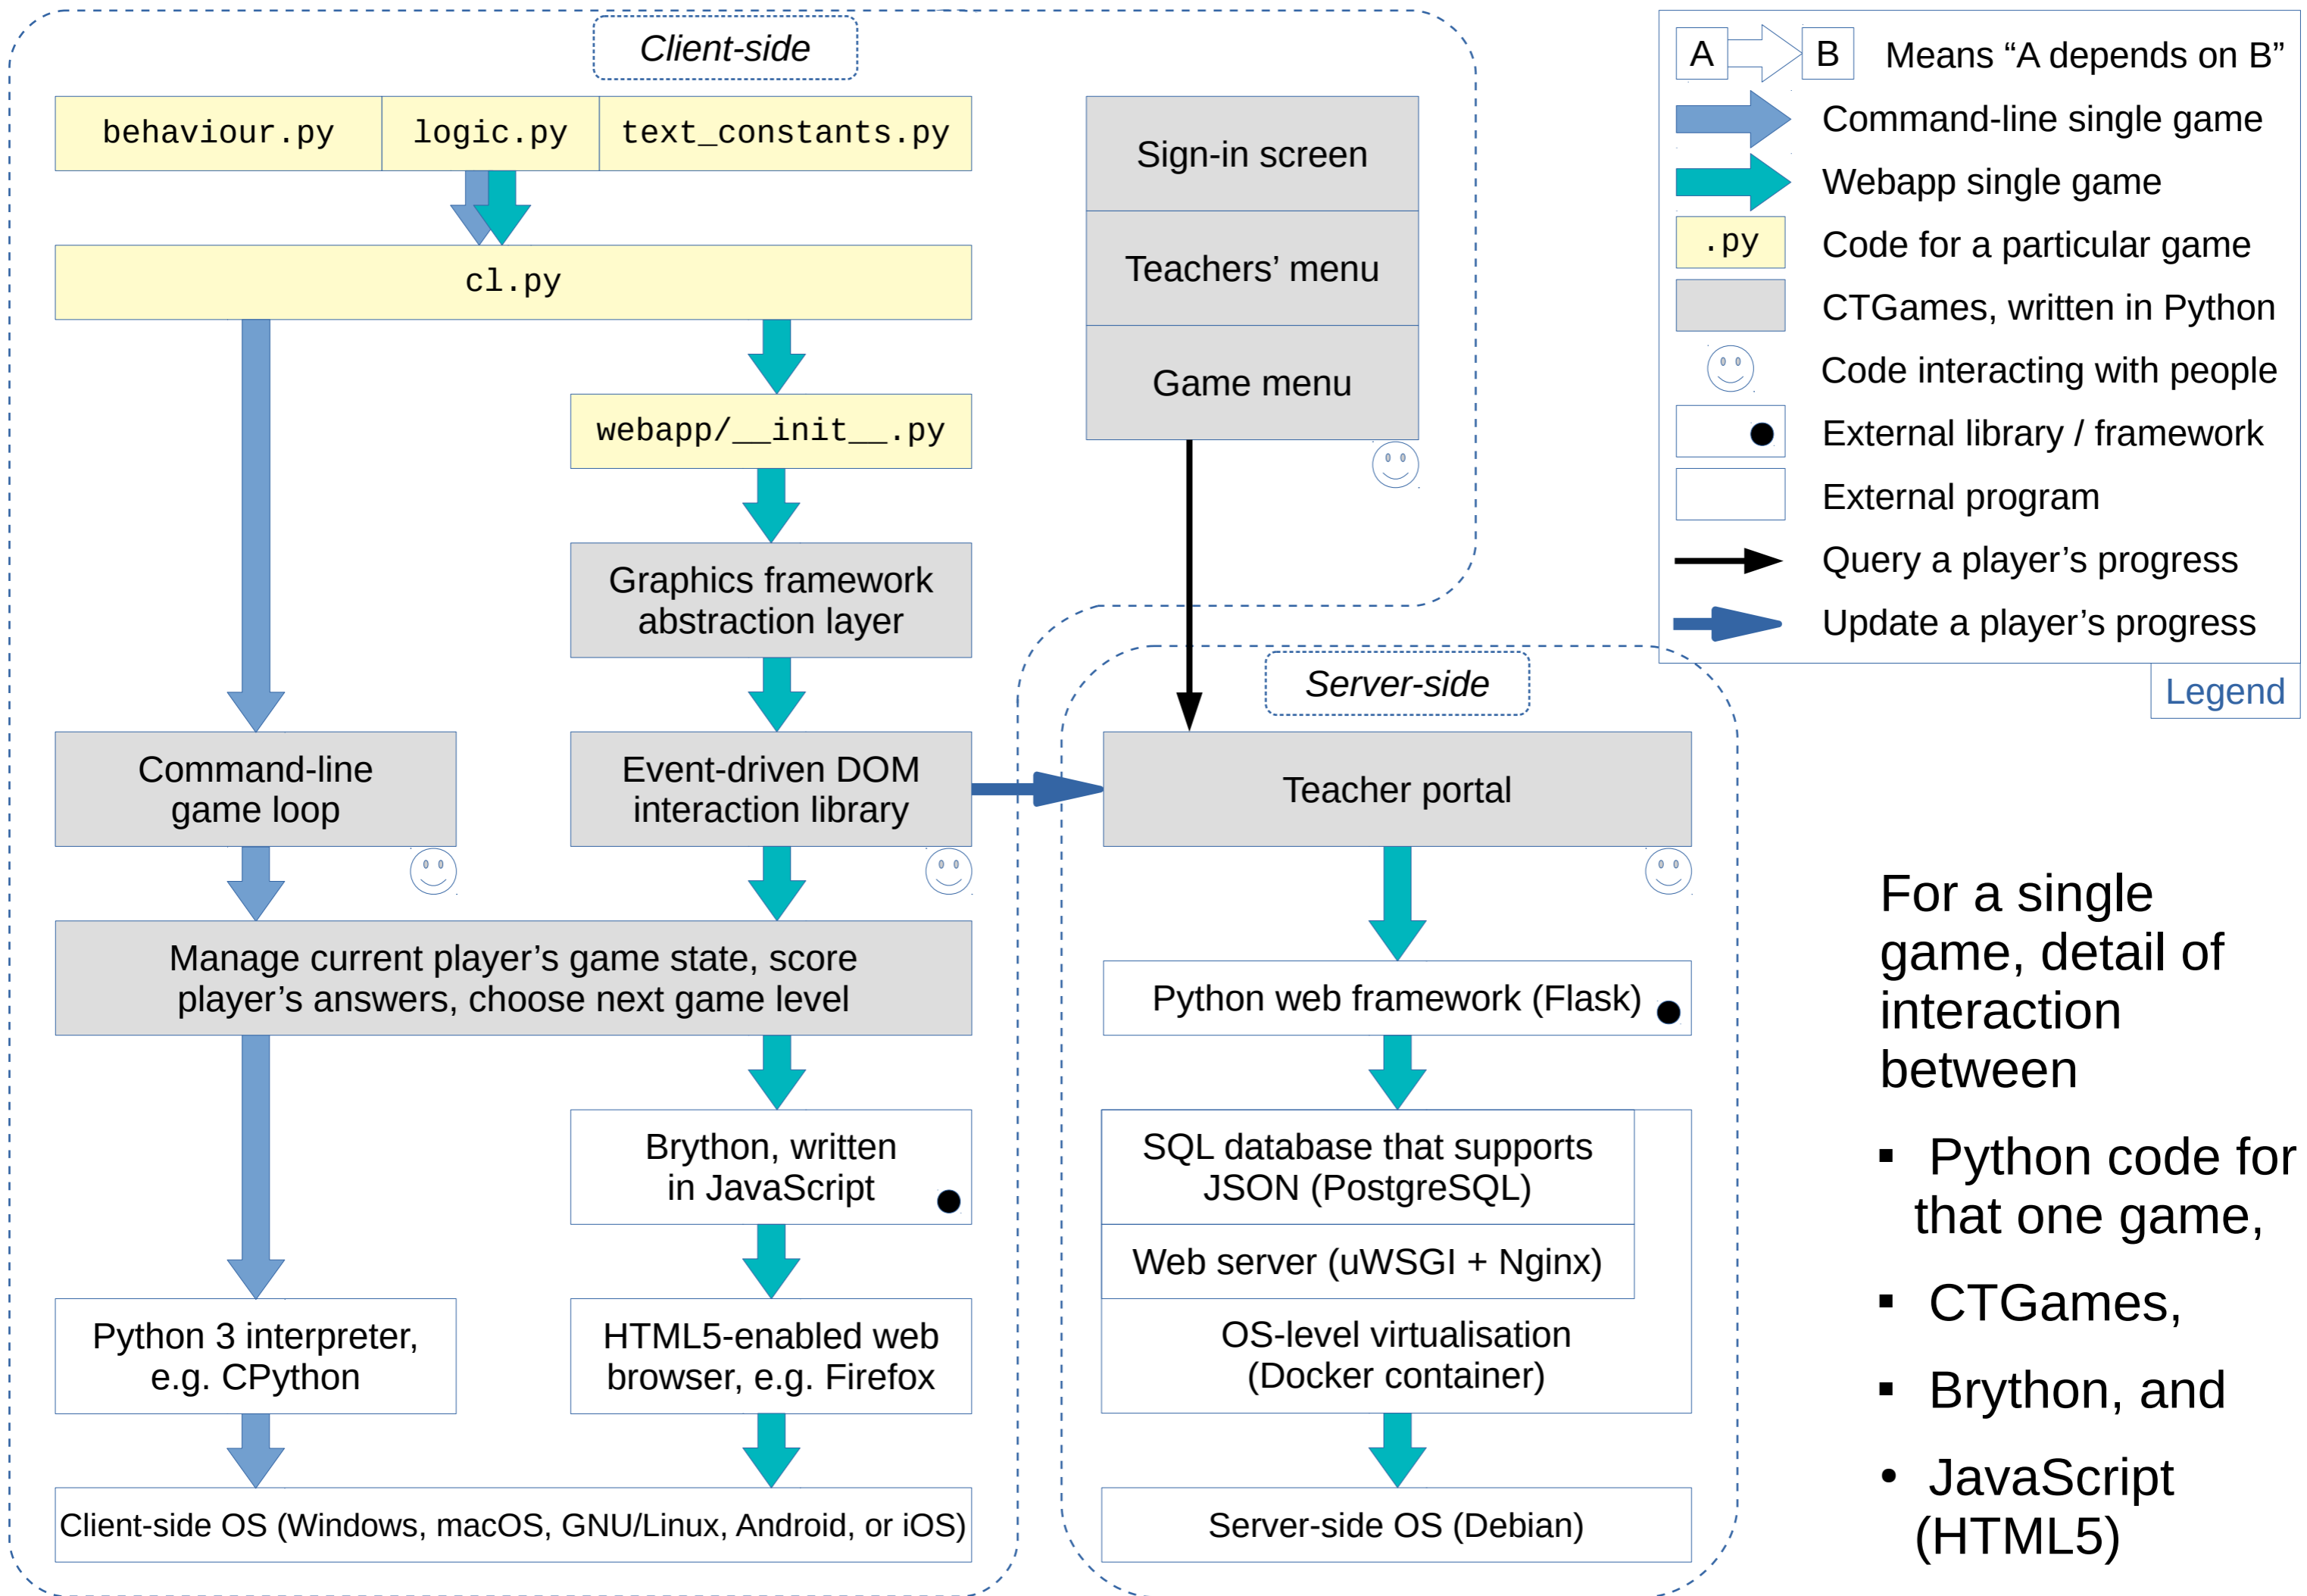 Client-side
behaviour.py
logic.py
text_constants.py
cl.py
webapp/__init__.py
Graphics framework
abstraction layer
Command-line
game loop
Event-driven DOM
interaction library
Manage current player’s game state, score
player’s answers, choose next game level
Brython, written
in JavaScript
Python 3 interpreter,
e.g. CPython
HTML5-enabled web
browser, e.g. Firefox
Client-side OS (Windows, macOS, GNU/Linux, Android, or iOS)
Sign-in screen
Teachers’ menu
Game menu
Server-side
Teacher portal
Python web framework (Flask)
SQL database that supports
JSON (PostgreSQL)
Web server (uWSGI + Nginx)
OS-level virtualisation
(Docker container)
Server-side OS (Debian)
A B Means “A depends on B”
Command-line single game
Webapp single game
.py Code for a particular game
CTGames, written in Python
Code interacting with people
External library / framework
External program
Query a player’s progress
Update a player’s progress
Legend
For a single
game, detail of
interaction
between
▪ Python code for
that one game,
▪ CTGames,
▪ Brython, and
• JavaScript
(HTML5)